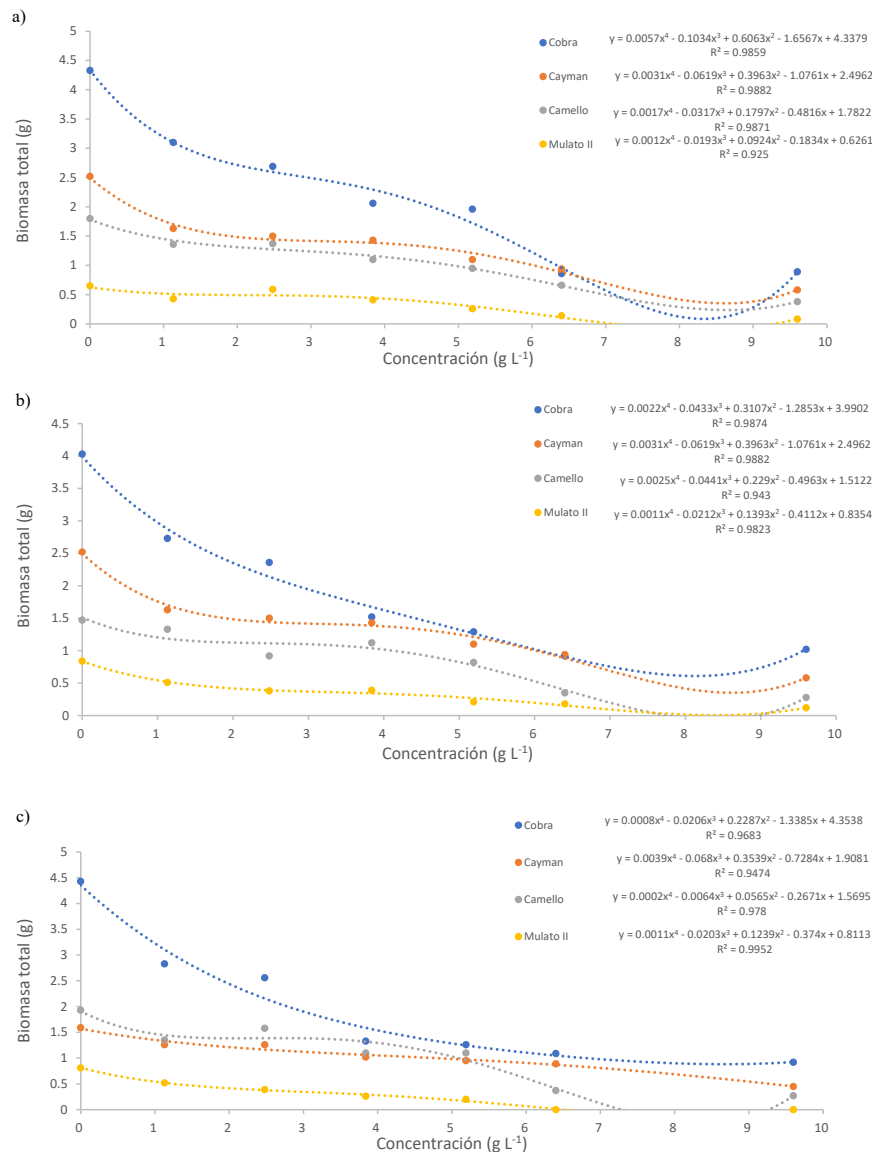 a)
Cobra y = 0.0057x⁴ - 0.1034x³ + 0.6063x² - 1.6567x + 4.3379
R² = 0.9859
Cayman y = 0.0031x⁴ - 0.0619x³ + 0.3963x² - 1.0761x + 2.4962
R² = 0.9882
Camello y = 0.0017x⁴ - 0.0317x³ + 0.1797x² - 0.4816x + 1.7822
R² = 0.9871
Mulato II y = 0.0012x⁴ - 0.0193x³ + 0.0924x² - 0.1834x + 0.6261
R² = 0.925
Biomasa total (g)
5
4.5
4
3.5
3
2.5
2
1.5
1
0.5
0
0 1 2 3 4 5 6 7 8 9 10
Concentración (g L⁻¹)
b)
Cobra y = 0.0022x⁴ - 0.0433x³ + 0.3107x² - 1.2853x + 3.9902
R² = 0.9874
Cayman y = 0.0031x⁴ - 0.0619x³ + 0.3963x² - 1.0761x + 2.4962
R² = 0.9882
Camello y = 0.0025x⁴ - 0.0441x³ + 0.229x² - 0.4963x + 1.5122
R² = 0.943
Mulato II y = 0.0011x⁴ - 0.0212x³ + 0.1393x² - 0.4112x + 0.8354
R² = 0.9823
Biomasa total (g)
4.5
4
3.5
3
2.5
2
1.5
1
0.5
0
0 1 2 3 4 5 6 7 8 9 10
Concentración (g L⁻¹)
c)
Cobra y = 0.0008x⁴ - 0.0206x³ + 0.2287x² - 1.3385x + 4.3538
R² = 0.9683
Cayman y = 0.0039x⁴ - 0.068x³ + 0.3539x² - 0.7284x + 1.9081
R² = 0.9474
Camello y = 0.0002x⁴ - 0.0064x³ + 0.0565x² - 0.2671x + 1.5695
R² = 0.978
Mulato II y = 0.0011x⁴ - 0.0203x³ + 0.1239x² - 0.374x + 0.8113
R² = 0.9952
Biomasa total (g)
5
4.5
4
3.5
3
2.5
2
1.5
1
0.5
0
0 1 2 3 4 5 6 7 8 9 10
Concentración (g L⁻¹)